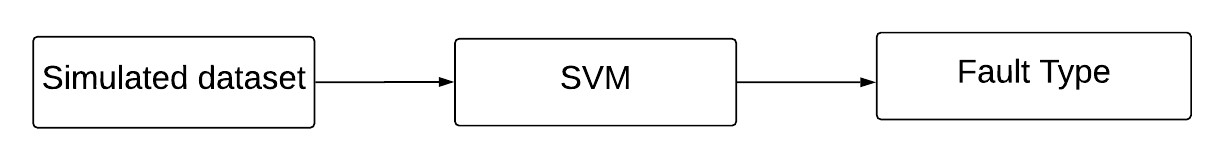 Simulated dataset
SVM
Fault Type